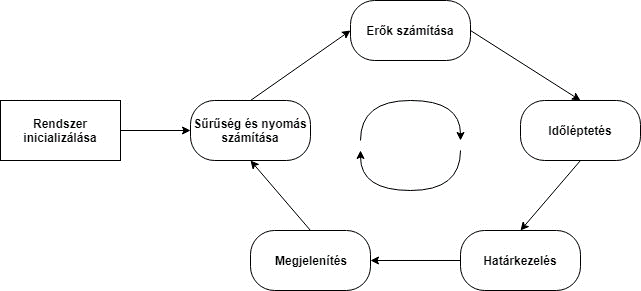 Rendszer
inicializálása
Sűrűség és nyomás
számítása
Erők számítása
Időléptetés
Határkezelés
Megjelenítés